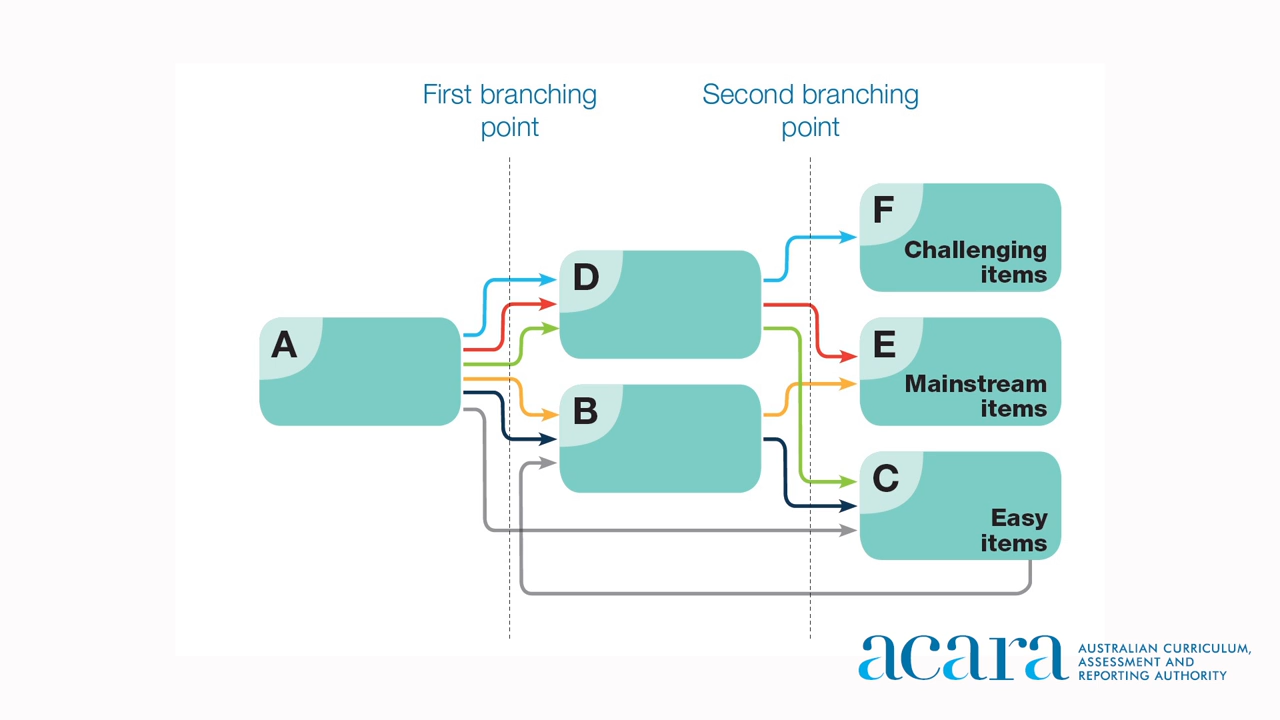 First branching
point
Second branching
point
F
Challenging
items
D
A
E
Mainstream
items
B
C
Easy
items
acara
AUSTRALIAN CURRICULUM,
ASSESSMENT AND
REPORTING AUTHORITY